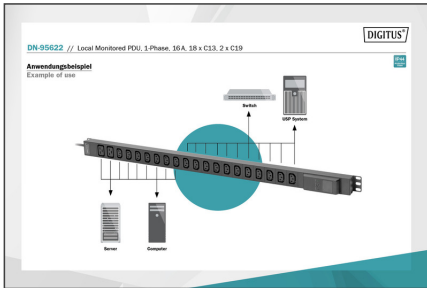 DIGITUS®
DN-95622 // Local Monitored PDU, 1-Phase, 16 A, 18 x C13, 2 x C19
Anwendungsbeispiel
Example of use
Switch
USP System
Server
Computer